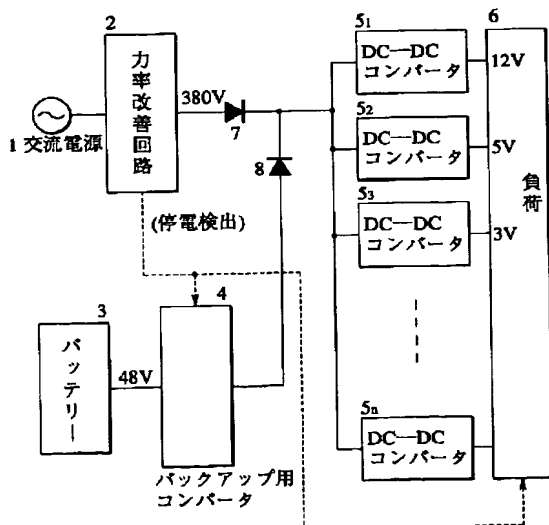 2
力率改善回路
1 交流電源
380V
7
8
(停電検出)
3
バッテリー
48V
4
バックアップ用
コンバータ
5₁
DC—DC
コンバータ
12V
5₂
DC—DC
コンバータ
5V
5₃
DC—DC
コンバータ
3V
5ₙ
DC—DC
コンバータ
6
負荷